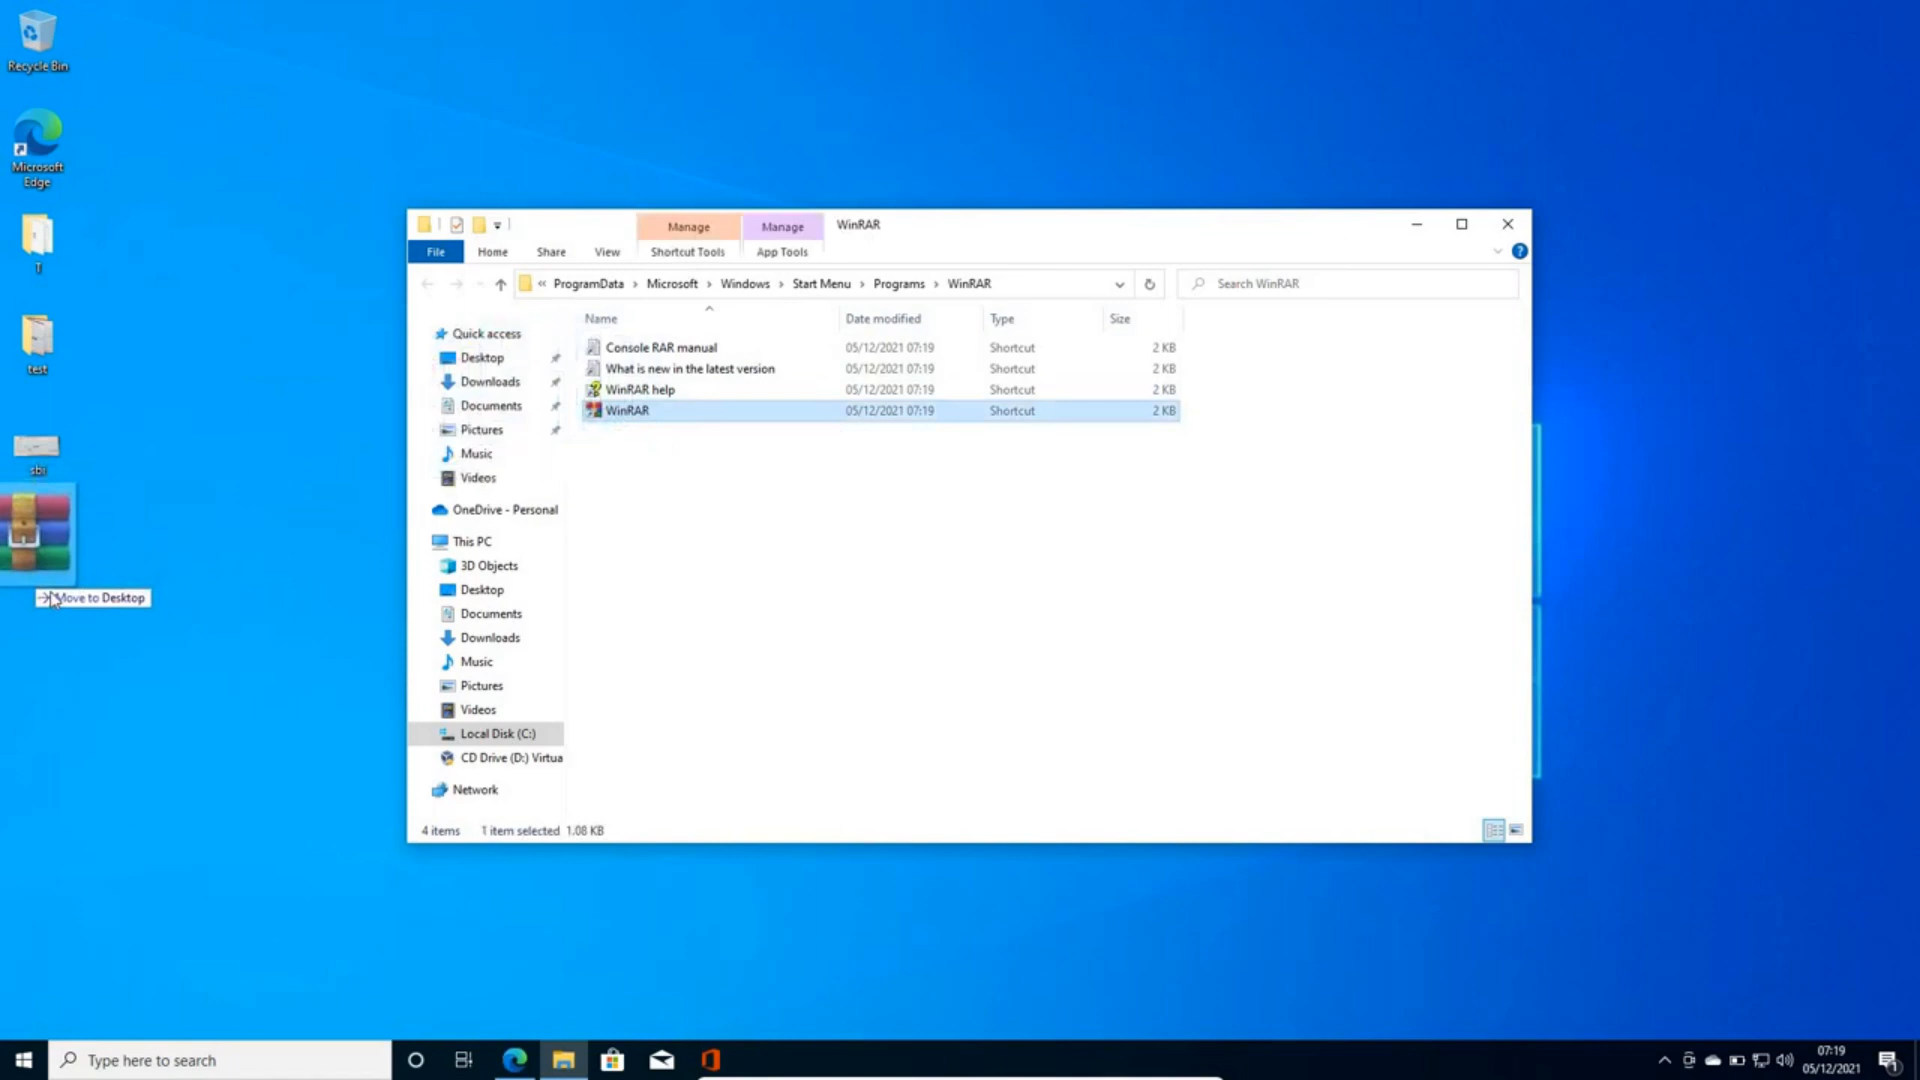 Recycle Bin
Microsoft
Edge
T
test
sbi
Move to Desktop
Manage
Manage
WinRAR
File
Home
Share
View
Shortcut Tools
App Tools
« ProgramData › Microsoft › Windows › Start Menu › Programs › WinRAR
Search WinRAR
Name
Date modified
Type
Size
Console RAR manual 05/12/2021 07:19 Shortcut 2 KB
What is new in the latest version 05/12/2021 07:19 Shortcut 2 KB
WinRAR help 05/12/2021 07:19 Shortcut 2 KB
WinRAR 05/12/2021 07:19 Shortcut 2 KB
Quick access
Desktop
Downloads
Documents
Pictures
Music
Videos
OneDrive - Personal
This PC
3D Objects
Desktop
Documents
Downloads
Music
Pictures
Videos
Local Disk (C:)
CD Drive (D:) Virtua
Network
4 items 1 item selected 1.08 KB
Type here to search
07:19
05/12/2021
1